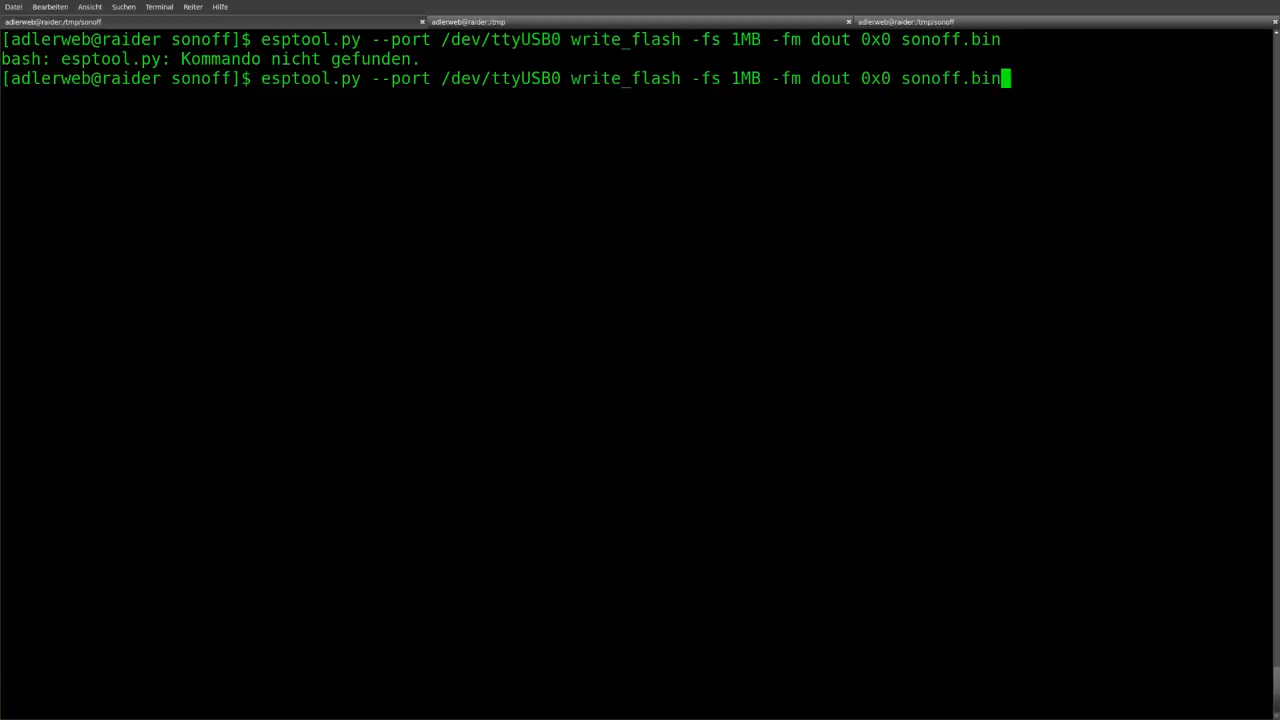 Datei Bearbeiten Ansicht Suchen Terminal Reiter Hilfe
adlerweb@raider:/tmp/sonoff adlerweb@raider:/tmp adlerweb@raider:/tmp/sonoff
[adlerweb@raider sonoff]$ esptool.py --port /dev/ttyUSB0 write_flash -fs 1MB -fm dout 0x0 sonoff.bin
bash: esptool.py: Kommando nicht gefunden.
[adlerweb@raider sonoff]$ esptool.py --port /dev/ttyUSB0 write_flash -fs 1MB -fm dout 0x0 sonoff.bin